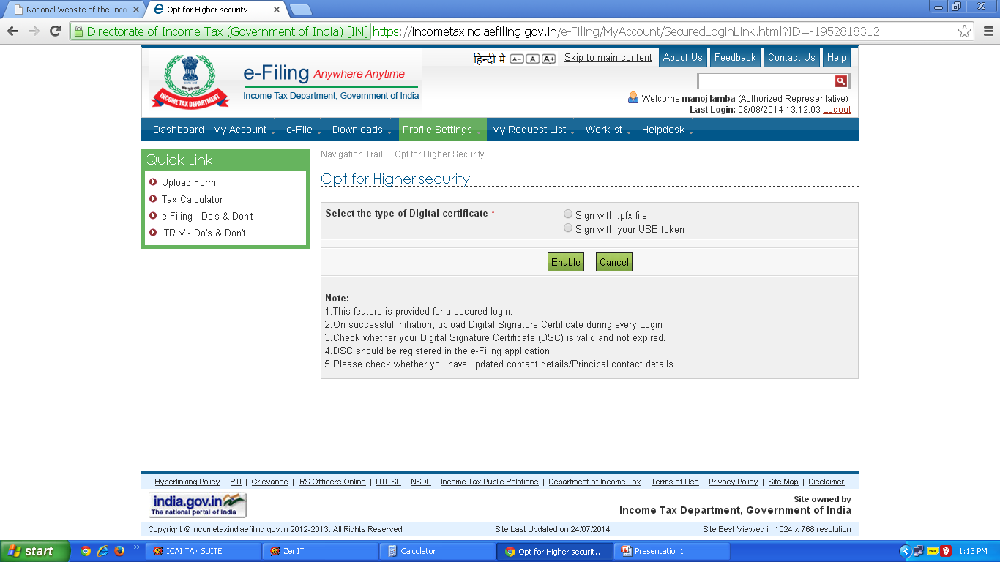 National Website of the Inco
Opt for Higher security
Directorate of Income Tax (Government of India) [IN] https://incometaxindiaefiling.gov.in/e-Filing/MyAccount/SecuredLoginLink.html?ID=-1952818312
हिन्दी मे A- A A+ Skip to main content About Us Feedback Contact Us Help
INCOME TAX DEPARTMENT
e-Filing Anywhere Anytime
Income Tax Department, Government of India
Welcome manoj lamba (Authorized Representative)
Last Login: 08/08/2014 13:12:03 Logout
Dashboard My Account e-File Downloads Profile Settings My Request List Worklist Helpdesk
Quick Link
Upload Form
Tax Calculator
e-Filing - Do's & Don't
ITR V - Do's & Don't
Navigation Trail: Opt for Higher Security
Opt for Higher security
Select the type of Digital certificate *
Sign with .pfx file
Sign with your USB token
Enable Cancel
Note:
1.This feature is provided for a secured login.
2.On successful initiation, upload Digital Signature Certificate during every Login
3.Check whether your Digital Signature Certificate (DSC) is valid and not expired.
4.DSC should be registered in the e-Filing application.
5.Please check whether you have updated contact details/Principal contact details
Hyperlinking Policy | RTI | Grievance | IRS Officers Online | UTITSL | NSDL | Income Tax Public Relations | Department of Income Tax | Terms of Use | Privacy Policy | Site Map | Disclaimer
india.gov.in
The national portal of India
Site owned by
Income Tax Department, Government of India
Copyright © incometaxindiaefiling.gov.in 2012-2013. All Rights Reserved Site Last Updated on 24/07/2014 Site Best Viewed in 1024 x 768 resolution
start ICAI TAX SUITE ZenIT Calculator Opt for Higher securit... Presentation1 1:13 PM